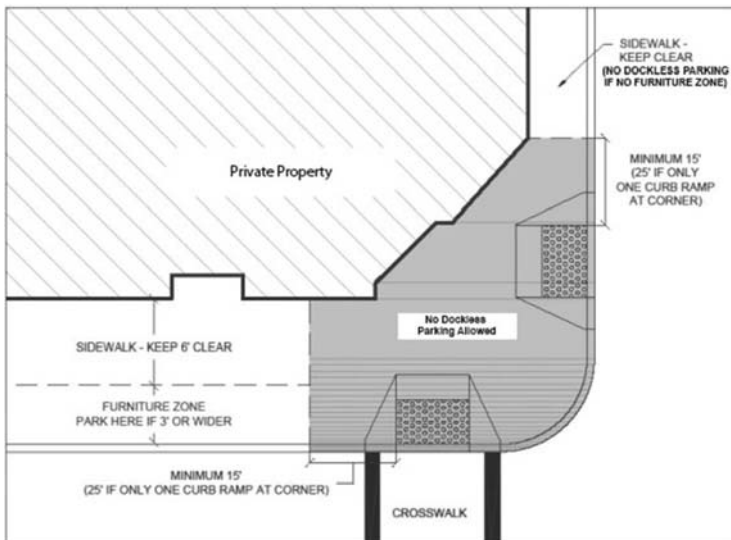 SIDEWALK -
KEEP CLEAR
(NO DOCKLESS PARKING
IF NO FURNITURE ZONE)
Private Property
MINIMUM 15'
(25' IF ONLY
ONE CURB RAMP
AT CORNER)
No Dockless
Parking Allowed
SIDEWALK - KEEP 6' CLEAR
FURNITURE ZONE
PARK HERE IF 3' OR WIDER
MINIMUM 15'
(25' IF ONLY ONE CURB RAMP AT CORNER)
CROSSWALK